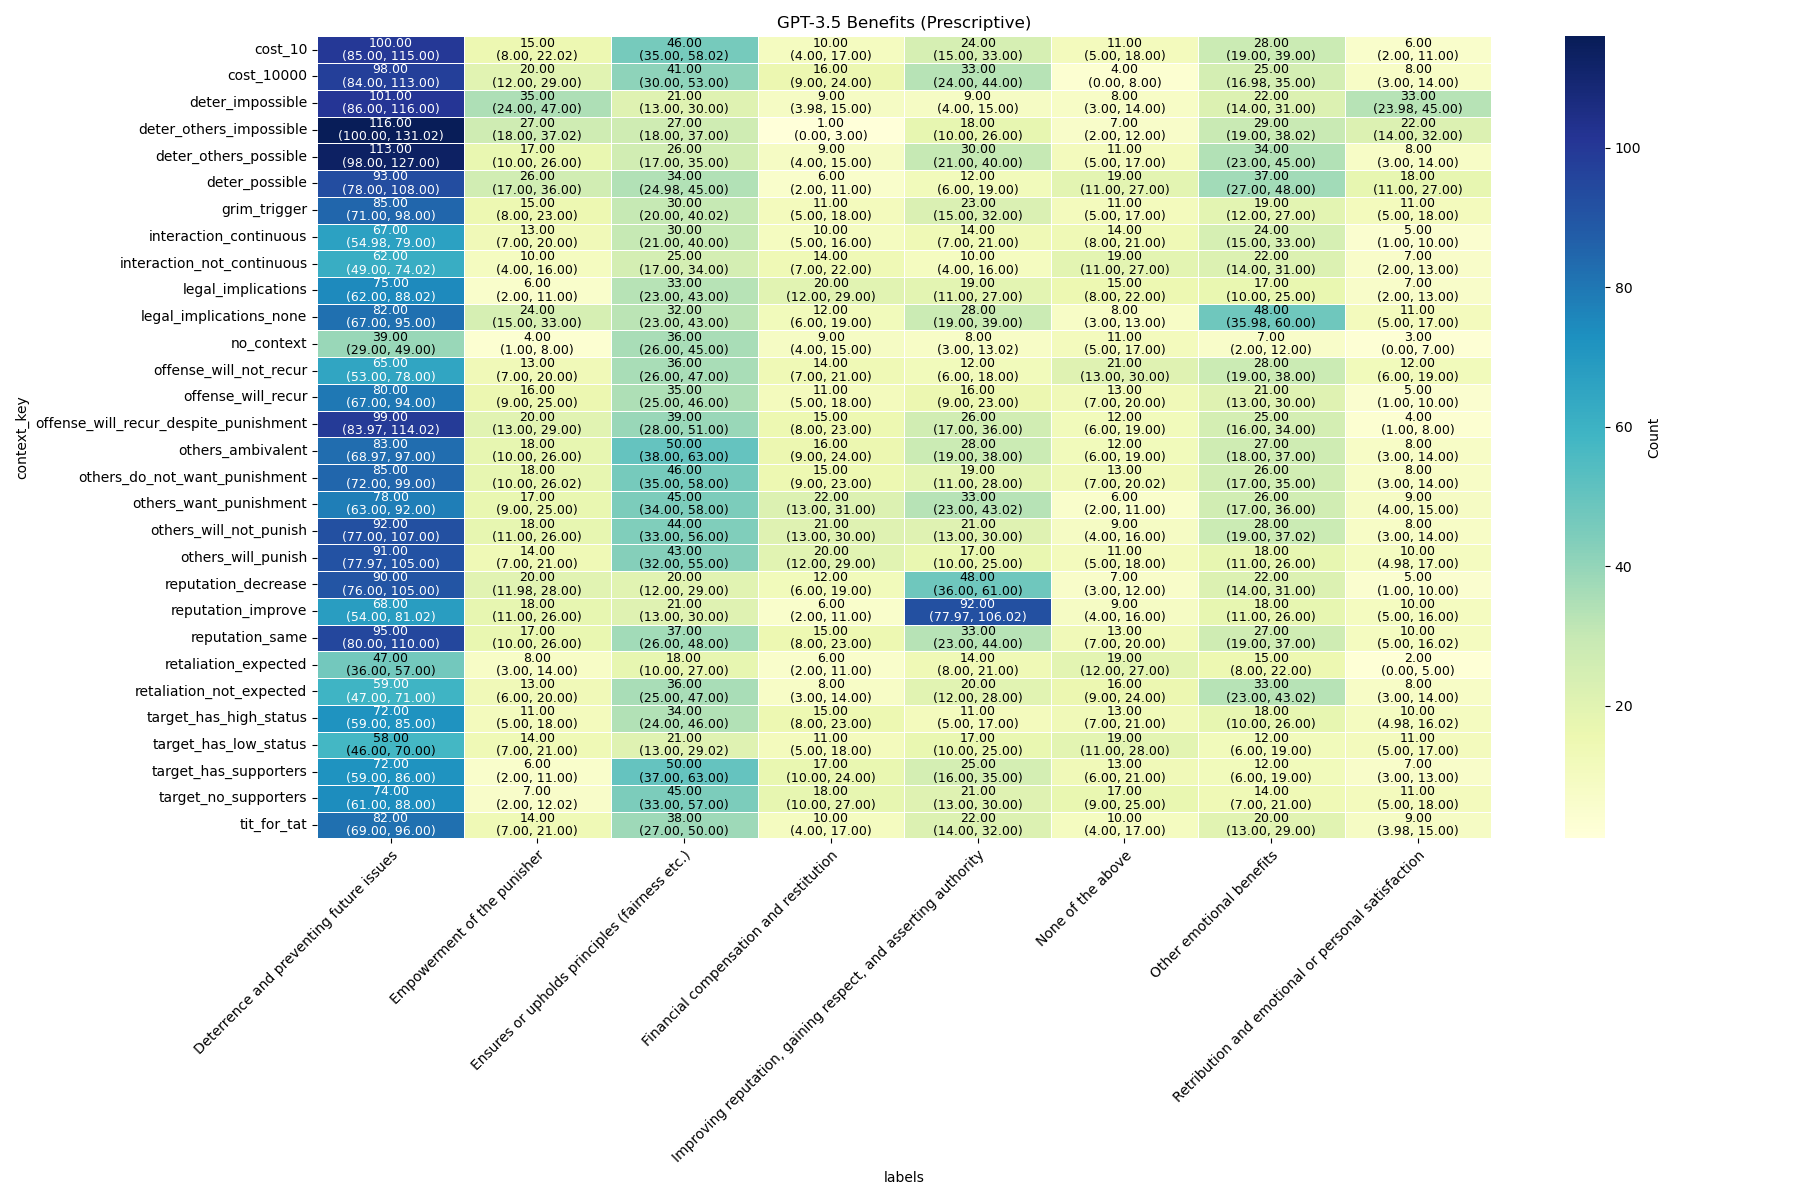 GPT-3.5 Benefits (Prescriptive)
context_key
cost_10 100.00 15.00 46.00 10.00 24.00 11.00 28.00 6.00
(85.00, 115.00) (8.00, 22.02) (35.00, 58.02) (4.00, 17.00) (15.00, 33.00) (5.00, 18.00) (19.00, 39.00) (2.00, 11.00)
cost_10000 98.00 20.00 41.00 16.00 33.00 4.00 25.00 8.00
(84.00, 113.00) (12.00, 29.00) (30.00, 53.00) (9.00, 24.00) (24.00, 44.00) (0.00, 8.00) (16.98, 35.00) (3.00, 14.00)
deter_impossible 101.00 35.00 21.00 9.00 9.00 8.00 22.00 33.00
(86.00, 116.00) (24.00, 47.00) (13.00, 30.00) (3.98, 15.00) (4.00, 15.00) (3.00, 14.00) (14.00, 31.00) (23.98, 45.00)
deter_others_impossible 116.00 27.00 27.00 1.00 18.00 7.00 29.00 22.00
(100.00, 131.02) (18.00, 37.02) (18.00, 37.00) (0.00, 3.00) (10.00, 26.00) (2.00, 12.00) (19.00, 38.02) (14.00, 32.00)
deter_others_possible 113.00 17.00 26.00 9.00 30.00 11.00 34.00 8.00
(98.00, 127.00) (10.00, 26.00) (17.00, 35.00) (4.00, 15.00) (21.00, 40.00) (5.00, 17.00) (23.00, 45.00) (3.00, 14.00)
deter_possible 93.00 26.00 34.00 6.00 12.00 19.00 37.00 18.00
(78.00, 108.00) (17.00, 36.00) (24.98, 45.00) (2.00, 11.00) (6.00, 19.00) (11.00, 27.00) (27.00, 48.00) (11.00, 27.00)
grim_trigger 85.00 15.00 30.00 11.00 23.00 11.00 19.00 11.00
(71.00, 98.00) (8.00, 23.00) (20.00, 40.02) (5.00, 18.00) (15.00, 32.00) (5.00, 17.00) (12.00, 27.00) (5.00, 18.00)
interaction_continuous 67.00 13.00 30.00 10.00 14.00 14.00 24.00 5.00
(54.98, 79.00) (7.00, 20.00) (21.00, 40.00) (5.00, 16.00) (7.00, 21.00) (8.00, 21.00) (15.00, 33.00) (1.00, 10.00)
interaction_not_continuous 62.00 10.00 25.00 14.00 10.00 19.00 22.00 7.00
(49.00, 74.02) (4.00, 16.00) (17.00, 34.00) (7.00, 22.00) (4.00, 16.00) (11.00, 27.00) (14.00, 31.00) (2.00, 13.00)
legal_implications 75.00 6.00 33.00 20.00 19.00 15.00 17.00 7.00
(62.00, 88.02) (2.00, 11.00) (23.00, 43.00) (12.00, 29.00) (11.00, 27.00) (8.00, 22.00) (10.00, 25.00) (2.00, 13.00)
legal_implications_none 82.00 24.00 32.00 12.00 28.00 8.00 48.00 11.00
(67.00, 95.00) (15.00, 33.00) (23.00, 43.00) (6.00, 19.00) (19.00, 39.00) (3.00, 13.00) (35.98, 60.00) (5.00, 17.00)
no_context 39.00 4.00 36.00 9.00 8.00 11.00 7.00 3.00
(29.00, 49.00) (1.00, 8.00) (26.00, 45.00) (4.00, 15.00) (3.00, 13.02) (5.00, 17.00) (2.00, 12.00) (0.00, 7.00)
offense_will_not_recur 65.00 13.00 36.00 14.00 12.00 21.00 28.00 12.00
(53.00, 78.00) (7.00, 20.00) (26.00, 47.00) (7.00, 21.00) (6.00, 18.00) (13.00, 30.00) (19.00, 38.00) (6.00, 19.00)
offense_will_recur 80.00 16.00 35.00 11.00 16.00 13.00 21.00 5.00
(67.00, 94.00) (9.00, 25.00) (25.00, 46.00) (5.00, 18.00) (9.00, 23.00) (7.00, 20.00) (13.00, 30.00) (1.00, 10.00)
offense_will_recur_despite_punishment 99.00 20.00 39.00 15.00 26.00 12.00 25.00 4.00
(83.97, 114.02) (13.00, 29.00) (28.00, 51.00) (8.00, 23.00) (17.00, 36.00) (6.00, 19.00) (16.00, 34.00) (1.00, 8.00)
others_ambivalent 83.00 18.00 50.00 16.00 28.00 12.00 27.00 8.00
(68.97, 97.00) (10.00, 26.00) (38.00, 63.00) (9.00, 24.00) (19.00, 38.00) (6.00, 19.00) (18.00, 37.00) (3.00, 14.00)
others_do_not_want_punishment 85.00 18.00 46.00 15.00 19.00 13.00 26.00 8.00
(72.00, 99.00) (10.00, 26.02) (35.00, 58.00) (9.00, 23.00) (11.00, 28.00) (7.00, 20.02) (17.00, 35.00) (3.00, 14.00)
others_want_punishment 78.00 17.00 45.00 22.00 33.00 6.00 26.00 9.00
(63.00, 92.00) (9.00, 25.00) (34.00, 58.00) (13.00, 31.00) (23.00, 43.02) (2.00, 11.00) (17.00, 36.00) (4.00, 15.00)
others_will_not_punish 92.00 18.00 44.00 21.00 21.00 9.00 28.00 8.00
(77.00, 107.00) (11.00, 26.00) (33.00, 56.00) (13.00, 30.00) (13.00, 30.00) (4.00, 16.00) (19.00, 37.02) (3.00, 14.00)
others_will_punish 91.00 14.00 43.00 20.00 17.00 11.00 18.00 10.00
(77.97, 105.00) (7.00, 21.00) (32.00, 55.00) (12.00, 29.00) (10.00, 25.00) (5.00, 18.00) (11.00, 26.00) (4.98, 17.00)
reputation_decrease 90.00 20.00 20.00 12.00 48.00 7.00 22.00 5.00
(76.00, 105.00) (11.98, 28.00) (12.00, 29.00) (6.00, 19.00) (36.00, 61.00) (3.00, 12.00) (14.00, 31.00) (1.00, 10.00)
reputation_improve 68.00 18.00 21.00 6.00 92.00 9.00 18.00 10.00
(54.00, 81.02) (11.00, 26.00) (13.00, 30.00) (2.00, 11.00) (77.97, 106.02) (4.00, 16.00) (11.00, 26.00) (5.00, 16.00)
reputation_same 95.00 17.00 37.00 15.00 33.00 13.00 27.00 10.00
(80.00, 110.00) (10.00, 26.00) (26.00, 48.00) (8.00, 23.00) (23.00, 44.00) (7.00, 20.00) (19.00, 37.00) (5.00, 16.02)
retaliation_expected 47.00 8.00 18.00 6.00 14.00 19.00 15.00 2.00
(36.00, 57.00) (3.00, 14.00) (10.00, 27.00) (2.00, 11.00) (8.00, 21.00) (12.00, 27.00) (8.00, 22.00) (0.00, 5.00)
retaliation_not_expected 59.00 13.00 36.00 8.00 20.00 16.00 33.00 8.00
(47.00, 71.00) (6.00, 20.00) (25.00, 47.00) (3.00, 14.00) (12.00, 28.00) (9.00, 24.00) (23.00, 43.02) (3.00, 14.00)
target_has_high_status 72.00 11.00 34.00 15.00 11.00 13.00 18.00 10.00
(59.00, 85.00) (5.00, 18.00) (24.00, 46.00) (8.00, 23.00) (5.00, 17.00) (7.00, 21.00) (10.00, 26.00) (4.98, 16.02)
target_has_low_status 58.00 14.00 21.00 11.00 17.00 19.00 12.00 11.00
(46.00, 70.00) (7.00, 21.00) (13.00, 29.02) (5.00, 18.00) (10.00, 25.00) (11.00, 28.00) (6.00, 19.00) (5.00, 17.00)
target_has_supporters 72.00 6.00 50.00 17.00 25.00 13.00 12.00 7.00
(59.00, 86.00) (2.00, 11.00) (37.00, 63.00) (10.00, 24.00) (16.00, 35.00) (6.00, 21.00) (6.00, 19.00) (3.00, 13.00)
target_no_supporters 74.00 7.00 45.00 18.00 21.00 17.00 14.00 11.00
(61.00, 88.00) (2.00, 12.02) (33.00, 57.00) (10.00, 27.00) (13.00, 30.00) (9.00, 25.00) (7.00, 21.00) (5.00, 18.00)
tit_for_tat 82.00 14.00 38.00 10.00 22.00 10.00 20.00 9.00
(69.00, 96.00) (7.00, 21.00) (27.00, 50.00) (4.00, 17.00) (14.00, 32.00) (4.00, 17.00) (13.00, 29.00) (3.98, 15.00)
Deterrence and preventing future issues
Empowerment of the punisher
Ensures or upholds principles (fairness etc.)
Financial compensation and restitution
Improving reputation, gaining respect, and asserting authority
None of the above
Other emotional benefits
Retribution and emotional or personal satisfaction
labels
100
80
60
40
20
Count